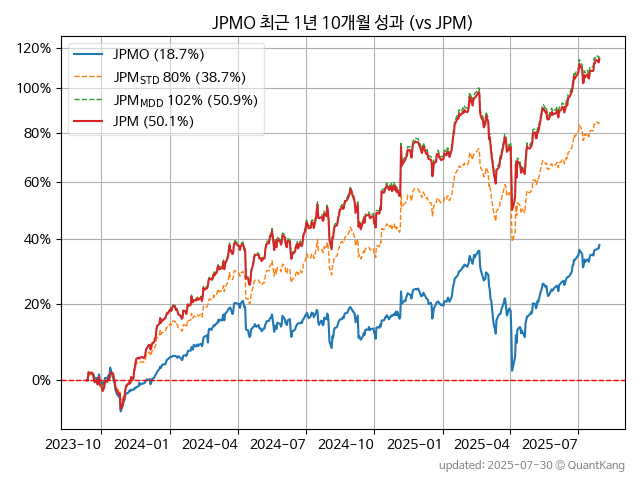 JPMO 최근 1년 10개월 성과 (vs JPM)
JPMO (18.7%)
JPM_STD 80% (38.7%)
JPM_MDD 102% (50.9%)
JPM (50.1%)
120%
100%
80%
60%
40%
20%
0%
2023-10 2024-01 2024-04 2024-07 2024-10 2025-01 2025-04 2025-07
updated: 2025-07-30 © QuantKang